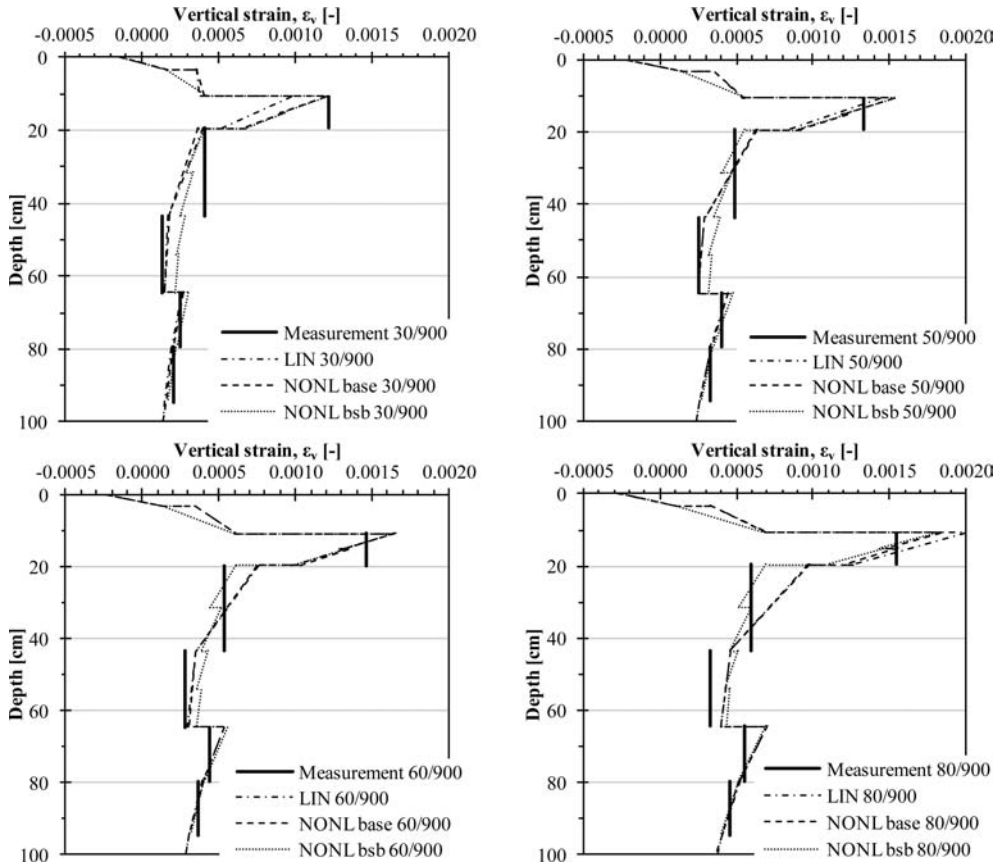 Vertical strain, εv [-]
-0.0005 0.0000 0.0005 0.0010 0.0015 0.0020
0
20
40
60
80
100
Depth [cm]
Measurement 30/900
LIN 30/900
NONL base 30/900
NONL bsb 30/900
Vertical strain, εv [-]
-0.0005 0.0000 0.0005 0.0010 0.0015 0.0020
0
20
40
60
80
100
Depth [cm]
Measurement 50/900
LIN 50/900
NONL base 50/900
NONL bsb 50/900
Vertical strain, εv [-]
-0.0005 0.0000 0.0005 0.0010 0.0015 0.0020
0
20
40
60
80
100
Depth [cm]
Measurement 60/900
LIN 60/900
NONL base 60/900
NONL bsb 60/900
Vertical strain, εv [-]
-0.0005 0.0000 0.0005 0.0010 0.0015 0.0020
0
20
40
60
80
100
Depth [cm]
Measurement 80/900
LIN 80/900
NONL base 80/900
NONL bsb 80/900